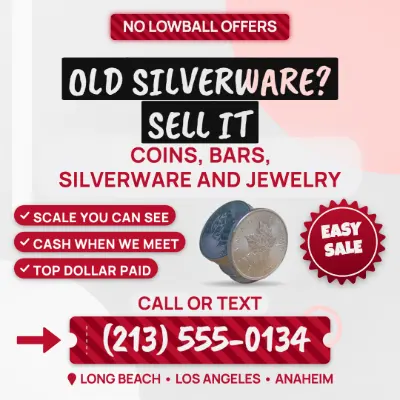 NO LOWBALL OFFERS
OLD SILVERWARE?
SELL IT
COINS, BARS,
SILVERWARE AND JEWELRY
SCALE YOU CAN SEE
CASH WHEN WE MEET
TOP DOLLAR PAID
EASY
SALE
CALL OR TEXT
(213) 555-0134
LONG BEACH • LOS ANGELES • ANAHEIM